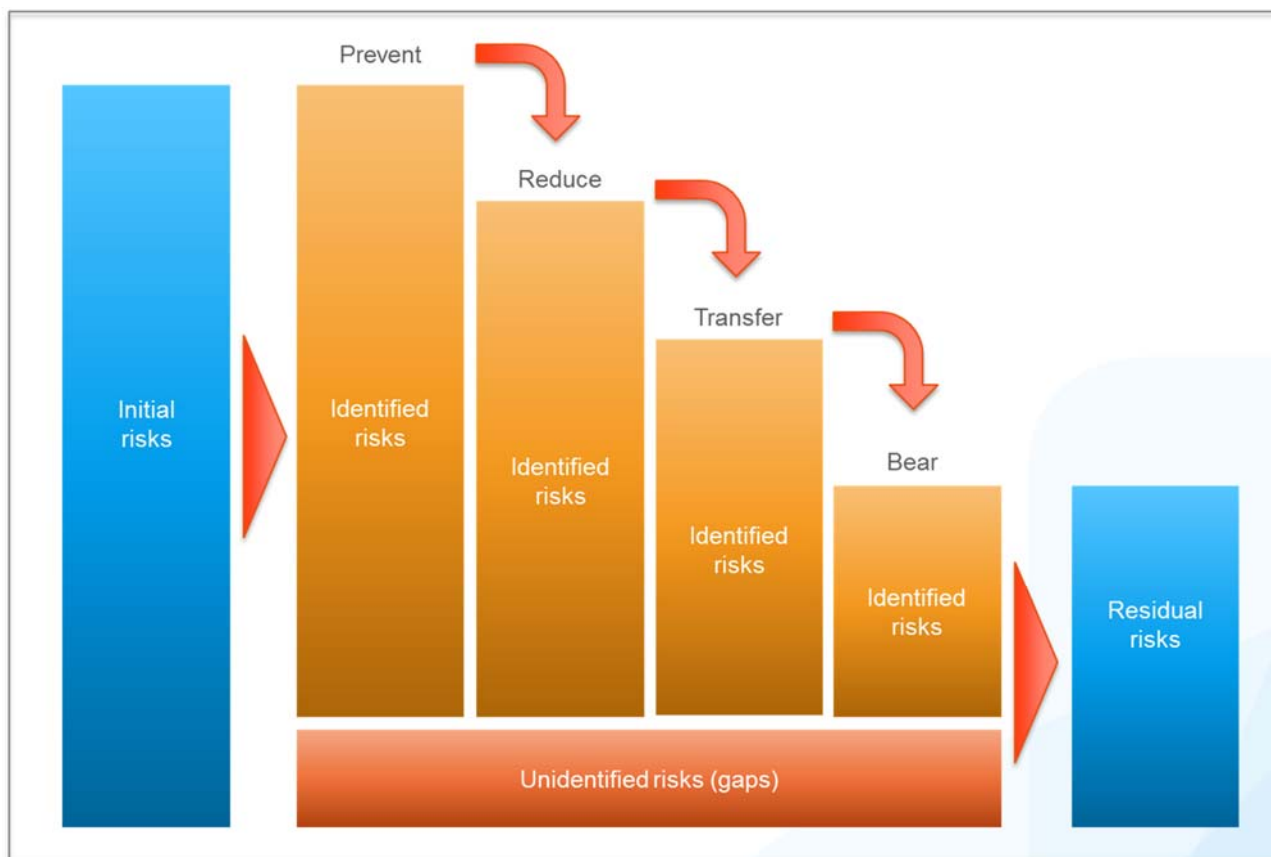 Prevent
Reduce
Transfer
Bear
Initial
risks
Identified
risks
Identified
risks
Identified
risks
Identified
risks
Residual
risks
Unidentified risks (gaps)